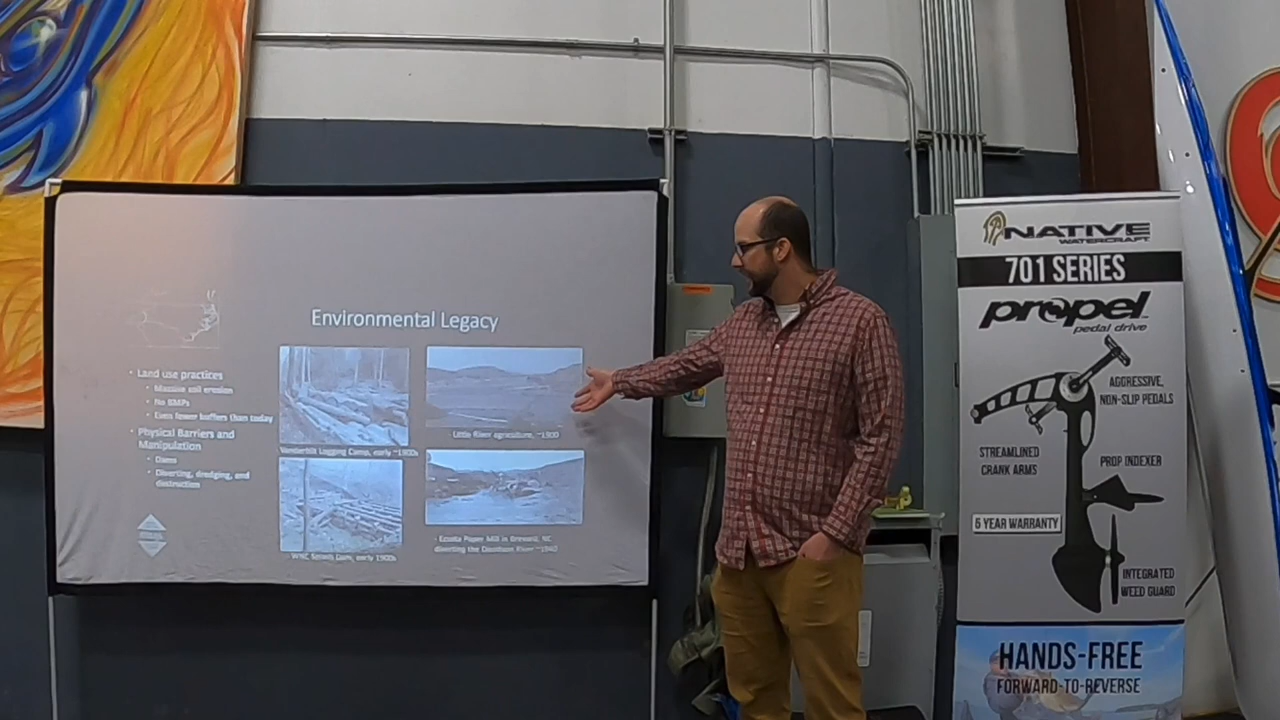 Environmental Legacy
Land use practices
Massive soil erosion
No BMPs
Even fewer buffers than today
Physical Barriers and
Manipulation
Dams
Diverting, dredging, and
destruction
Vanderbilt Logging Camp, early ~1900s
Little River agriculture, ~1900
WNC Splash Dam, early 1900s
Ecusta Paper Mill in Brevard, NC
diverting the Davidson River ~1940
NATIVE
WATERCRAFT
701 SERIES
propel
pedal drive
AGGRESSIVE,
NON-SLIP PEDALS
STREAMLINED
CRANK ARMS
PROP INDEXER
5 YEAR WARRANTY
INTEGRATED
WEED GUARD
HANDS-FREE
FORWARD-TO-REVERSE